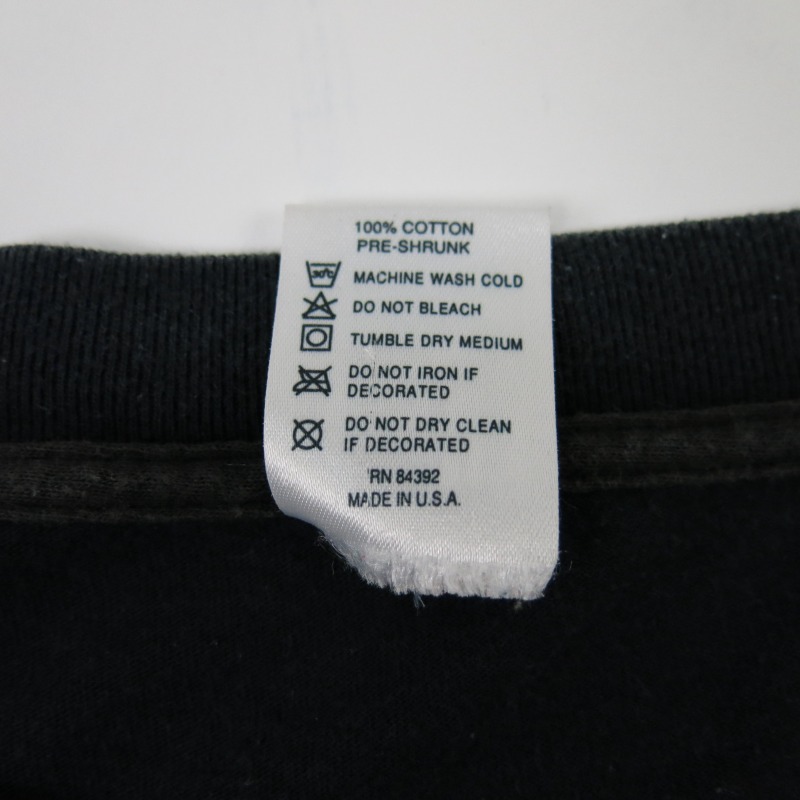 100% COTTON
PRE-SHRUNK
30°C MACHINE WASH COLD
DO NOT BLEACH
TUMBLE DRY MEDIUM
DO NOT IRON IF
DECORATED
DO NOT DRY CLEAN
IF DECORATED
RN 84392
MADE IN U.S.A.